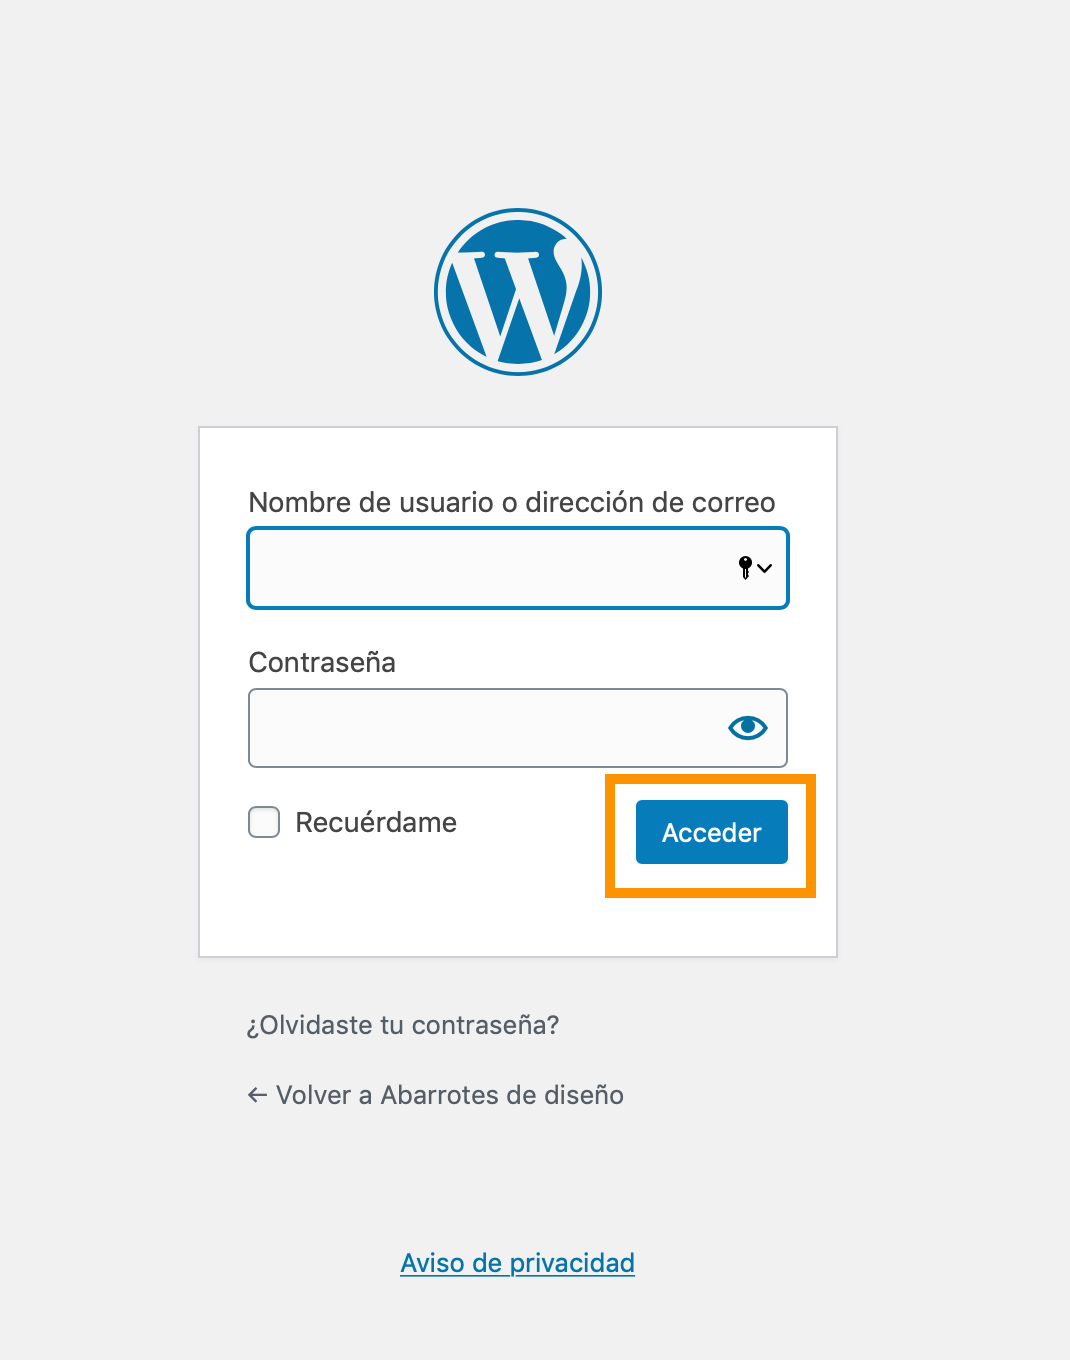 Nombre de usuario o dirección de correo
Contraseña
Recuérdame
Acceder
¿Olvidaste tu contraseña?
← Volver a Abarrotes de diseño
Aviso de privacidad